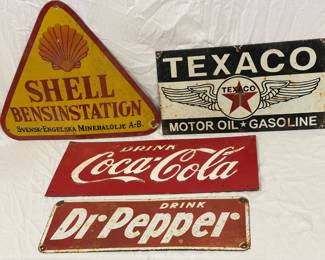 SHELL
BENSINSTATION
SVENSK-ENGELSKA MINERALOLJE A-B.
TEXACO
TEXACO
T
MOTOR OIL ★ GASOLINE
DRINK
Coca-Cola
DRINK
Dr. Pepper